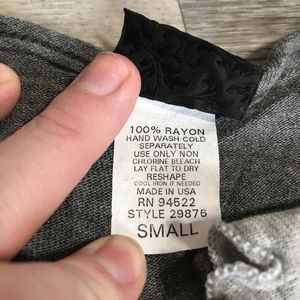 100% RAYON
HAND WASH COLD
SEPARATELY
USE ONLY NON
CHLORINE BLEACH
LAY FLAT TO DRY
RESHAPE
COOL IRON IF NEEDED
MADE IN USA
RN 94522
STYLE 29876
SMALL